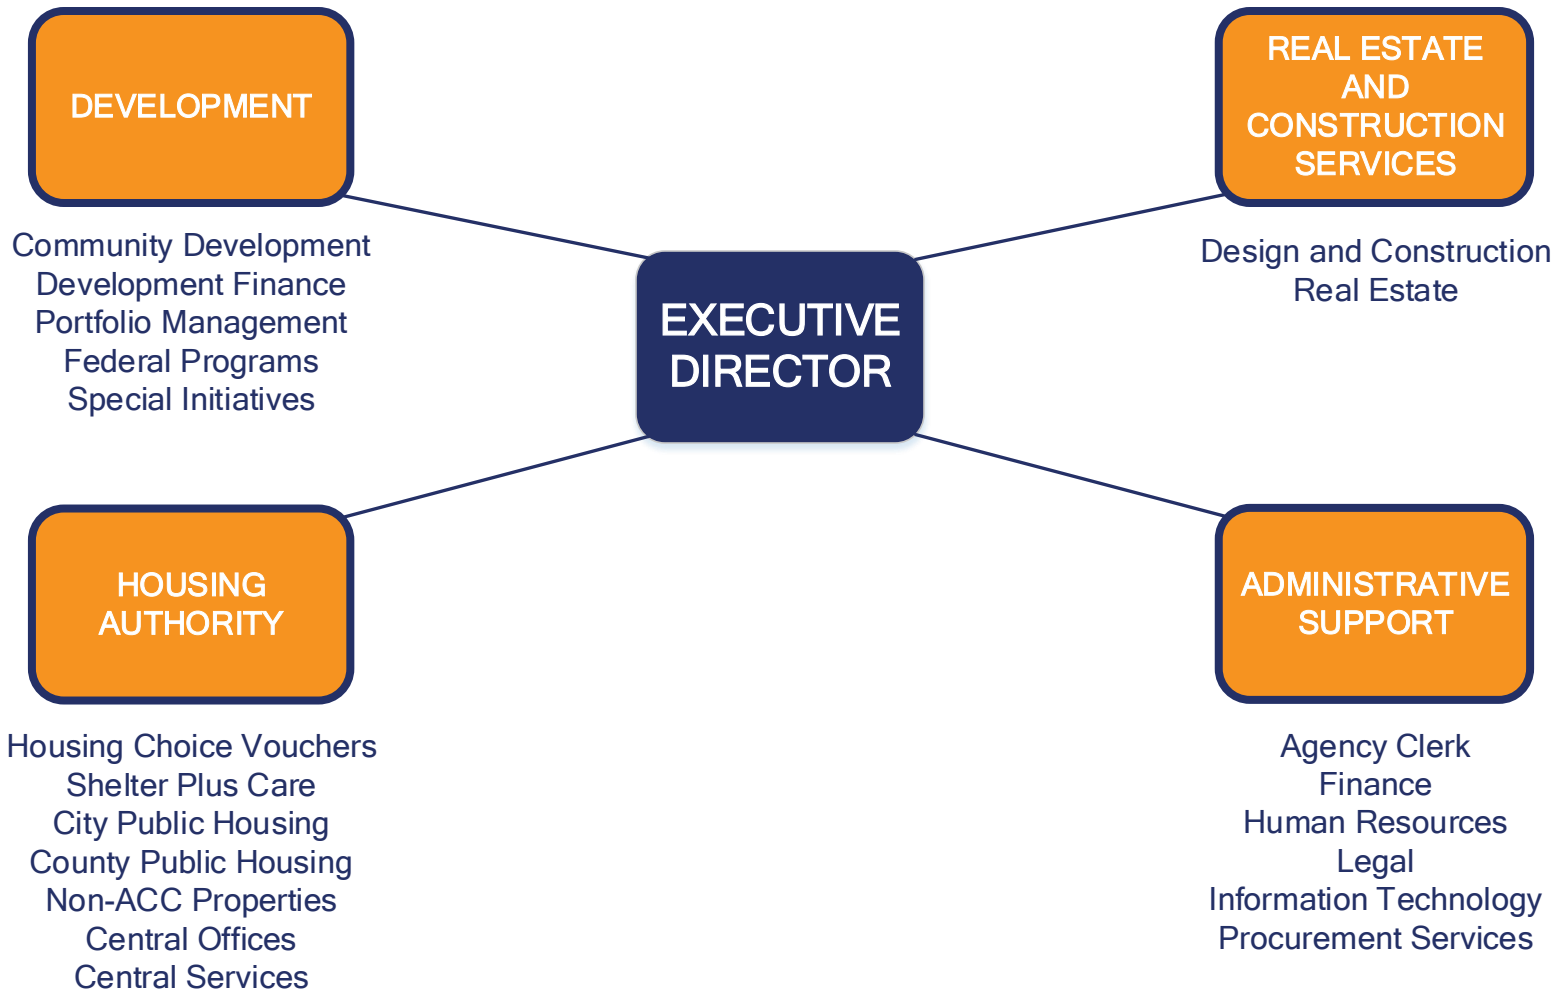 DEVELOPMENT
Community Development
Development Finance
Portfolio Management
Federal Programs
Special Initiatives
REAL ESTATE
AND
CONSTRUCTION
SERVICES
Design and Construction
Real Estate
EXECUTIVE
DIRECTOR
HOUSING
AUTHORITY
Housing Choice Vouchers
Shelter Plus Care
City Public Housing
County Public Housing
Non-ACC Properties
Central Offices
Central Services
ADMINISTRATIVE
SUPPORT
Agency Clerk
Finance
Human Resources
Legal
Information Technology
Procurement Services